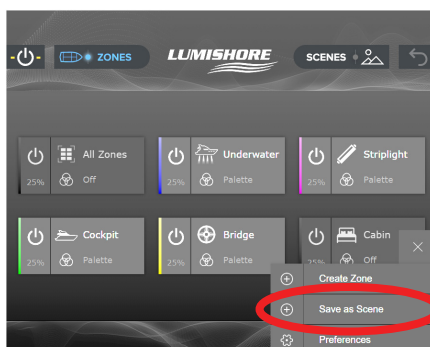 ZONES LUMISHORE SCENES
All Zones Underwater Striplight
25% Off 25% Palette 25% Palette
Cockpit Bridge Cabin
25% Palette 25% Palette 25% Off
Create Zone
Save as Scene
Preferences